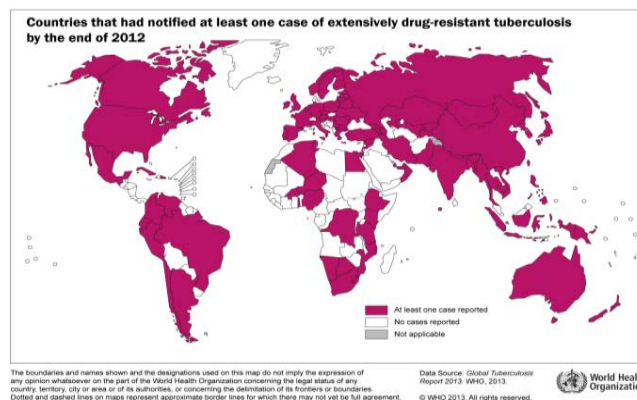 Countries that had notified at least one case of extensively drug-resistant tuberculosis
by the end of 2012
At least one case reported
No cases reported
Not applicable
The boundaries and names shown and the designations used on this map do not imply the expression of
any opinion whatsoever on the part of the World Health Organization concerning the legal status of any
country, territory, city or area or of its authorities, or concerning the delimitation of its frontiers or boundaries.
Dotted and dashed lines on maps represent approximate border lines for which there may not yet be full agreement.
Data Source: Global Tuberculosis
Report 2013. WHO, 2013.
© WHO 2013. All rights reserved.
World Heal
Organizatio